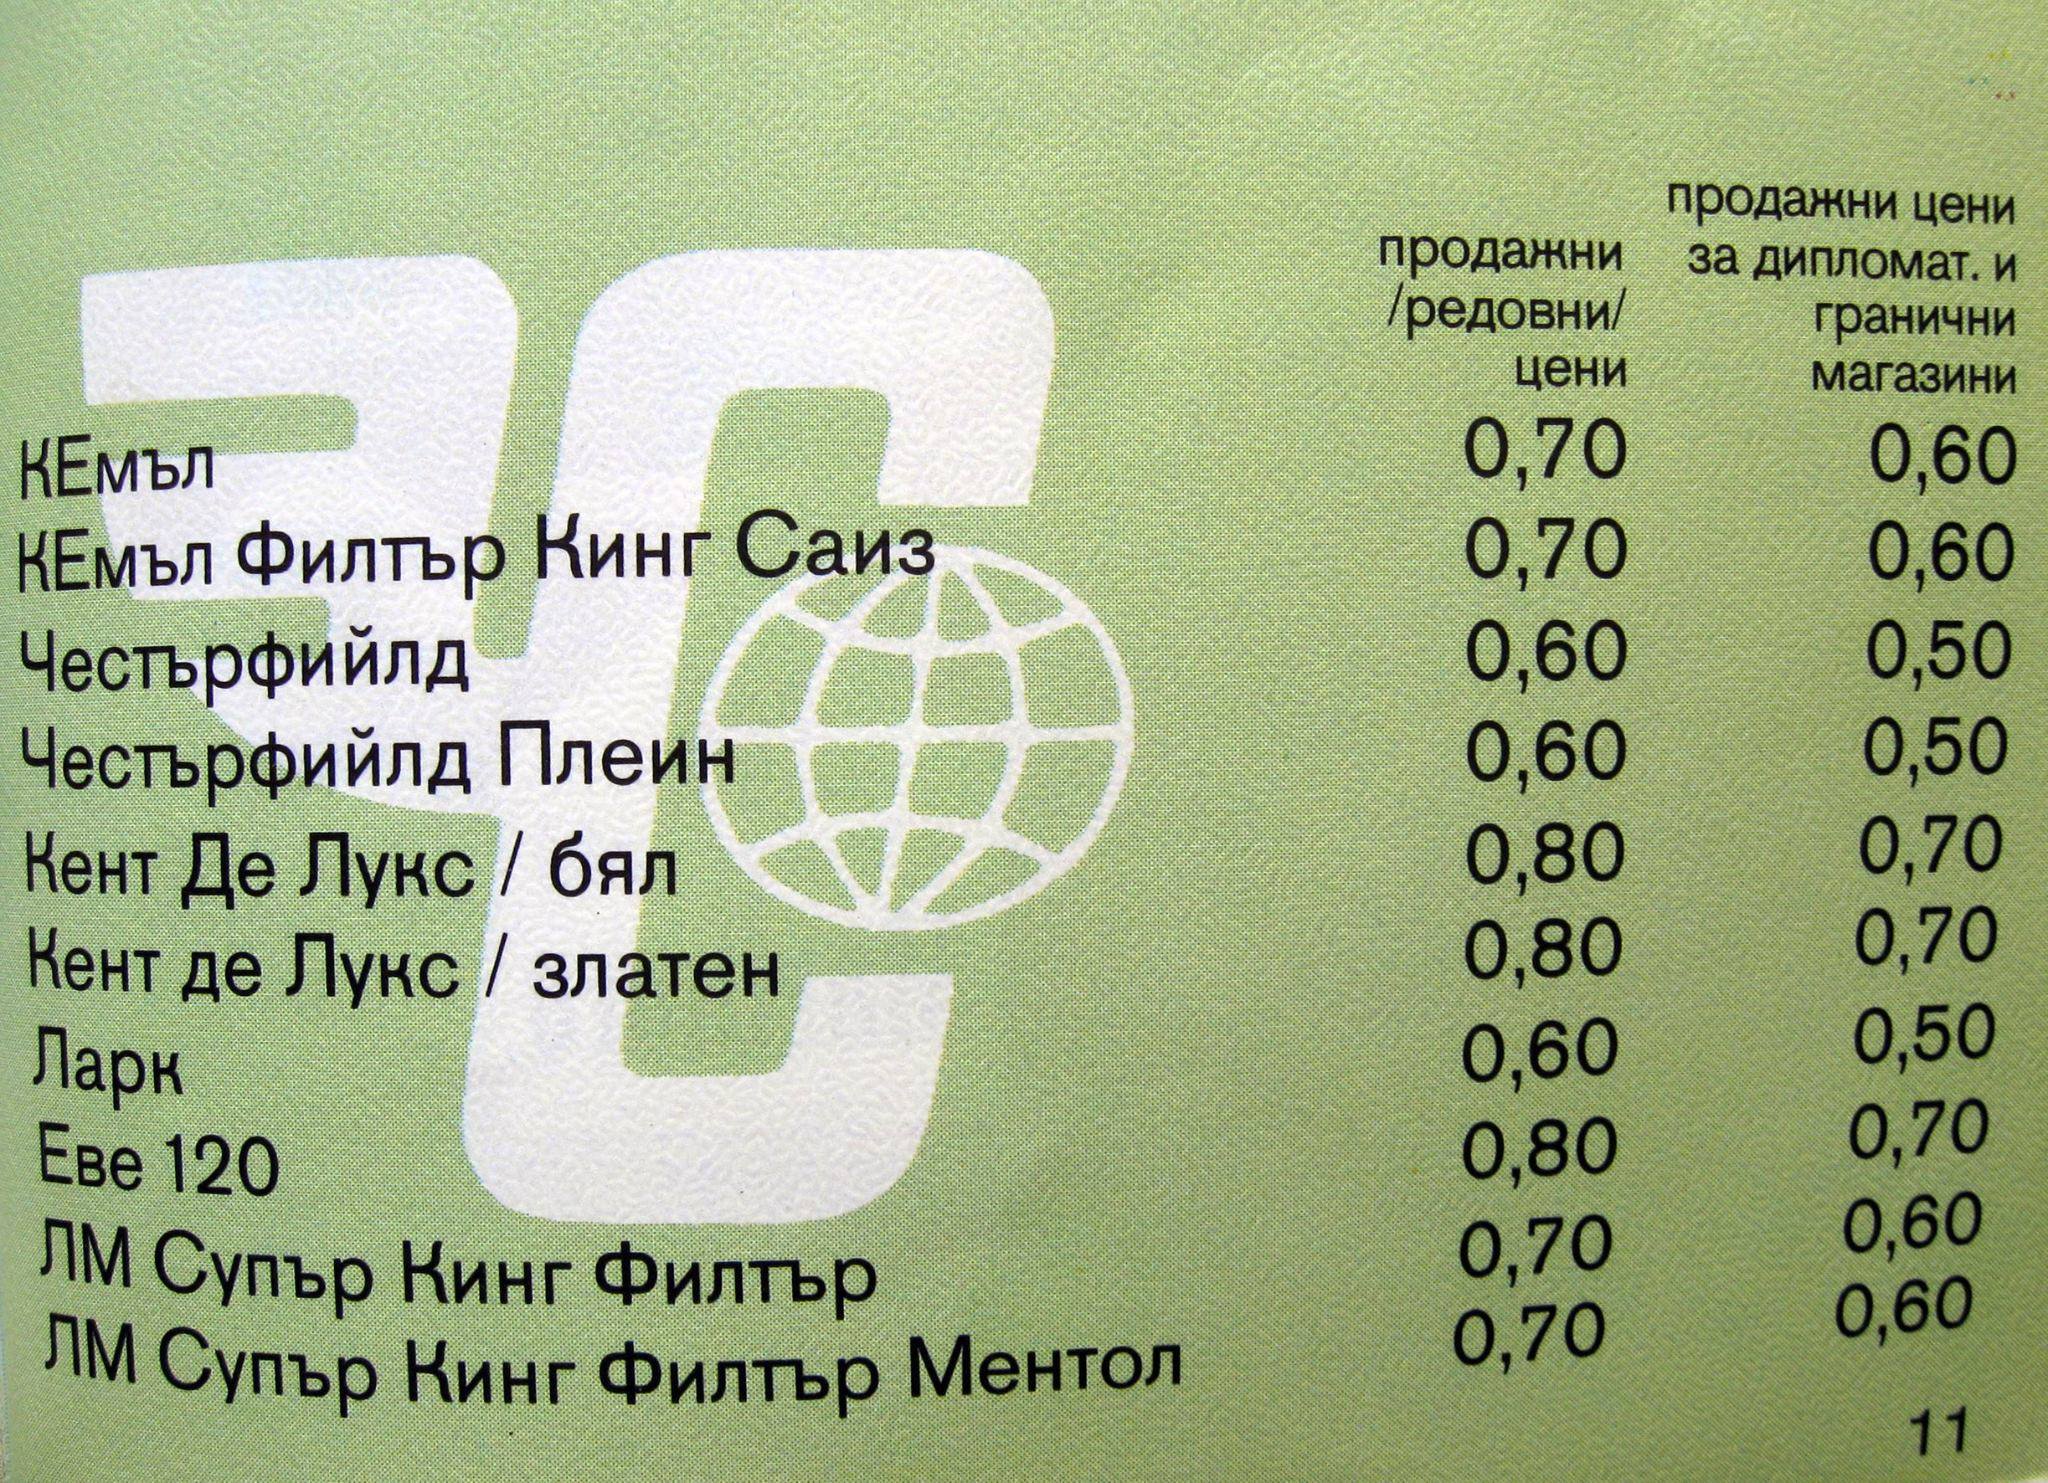 продажни /редовни/ цени
продажни цени за дипломат. и гранични магазини
КЕмъл 0,70 0,60
КЕмъл Филтър Кинг Саиз 0,70 0,60
Честърфийлд 0,60 0,50
Честърфийлд Плеин 0,60 0,50
Кент Де Лукс / бял 0,80 0,70
Кент де Лукс / златен 0,80 0,70
Ларк 0,60 0,50
Еве 120 0,80 0,70
ЛМ Супър Кинг Филтър 0,70 0,60
ЛМ Супър Кинг Филтър Ментол 0,70 0,60
11